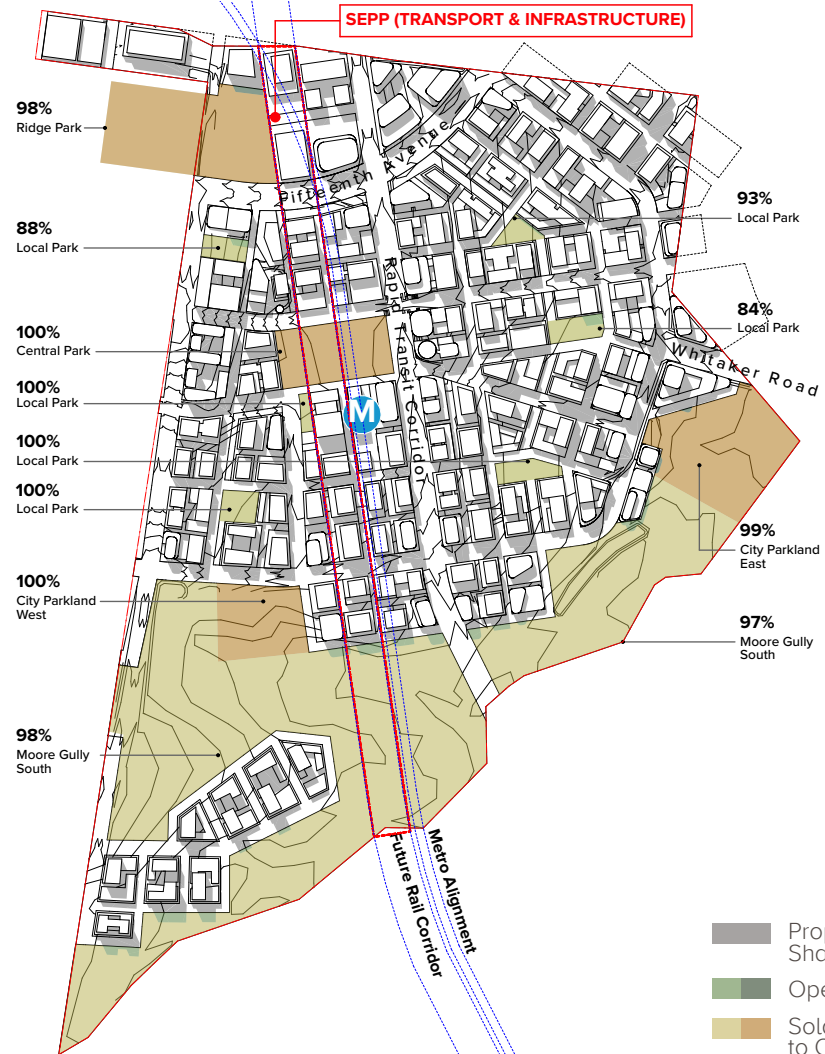 SEPP (TRANSPORT & INFRASTRUCTURE)
98%
Ridge Park
Fifteenth Avenue
93%
Local Park
88%
Local Park
Rapid Transit Corridor
84%
Local Park
100%
Central Park
Whitaker Road
100%
Local Park
M
100%
Local Park
100%
Local Park
99%
City Parkland
East
100%
City Parkland
West
97%
Moore Gully
South
98%
Moore Gully
South
Metro Alignment
Future Rail Corridor